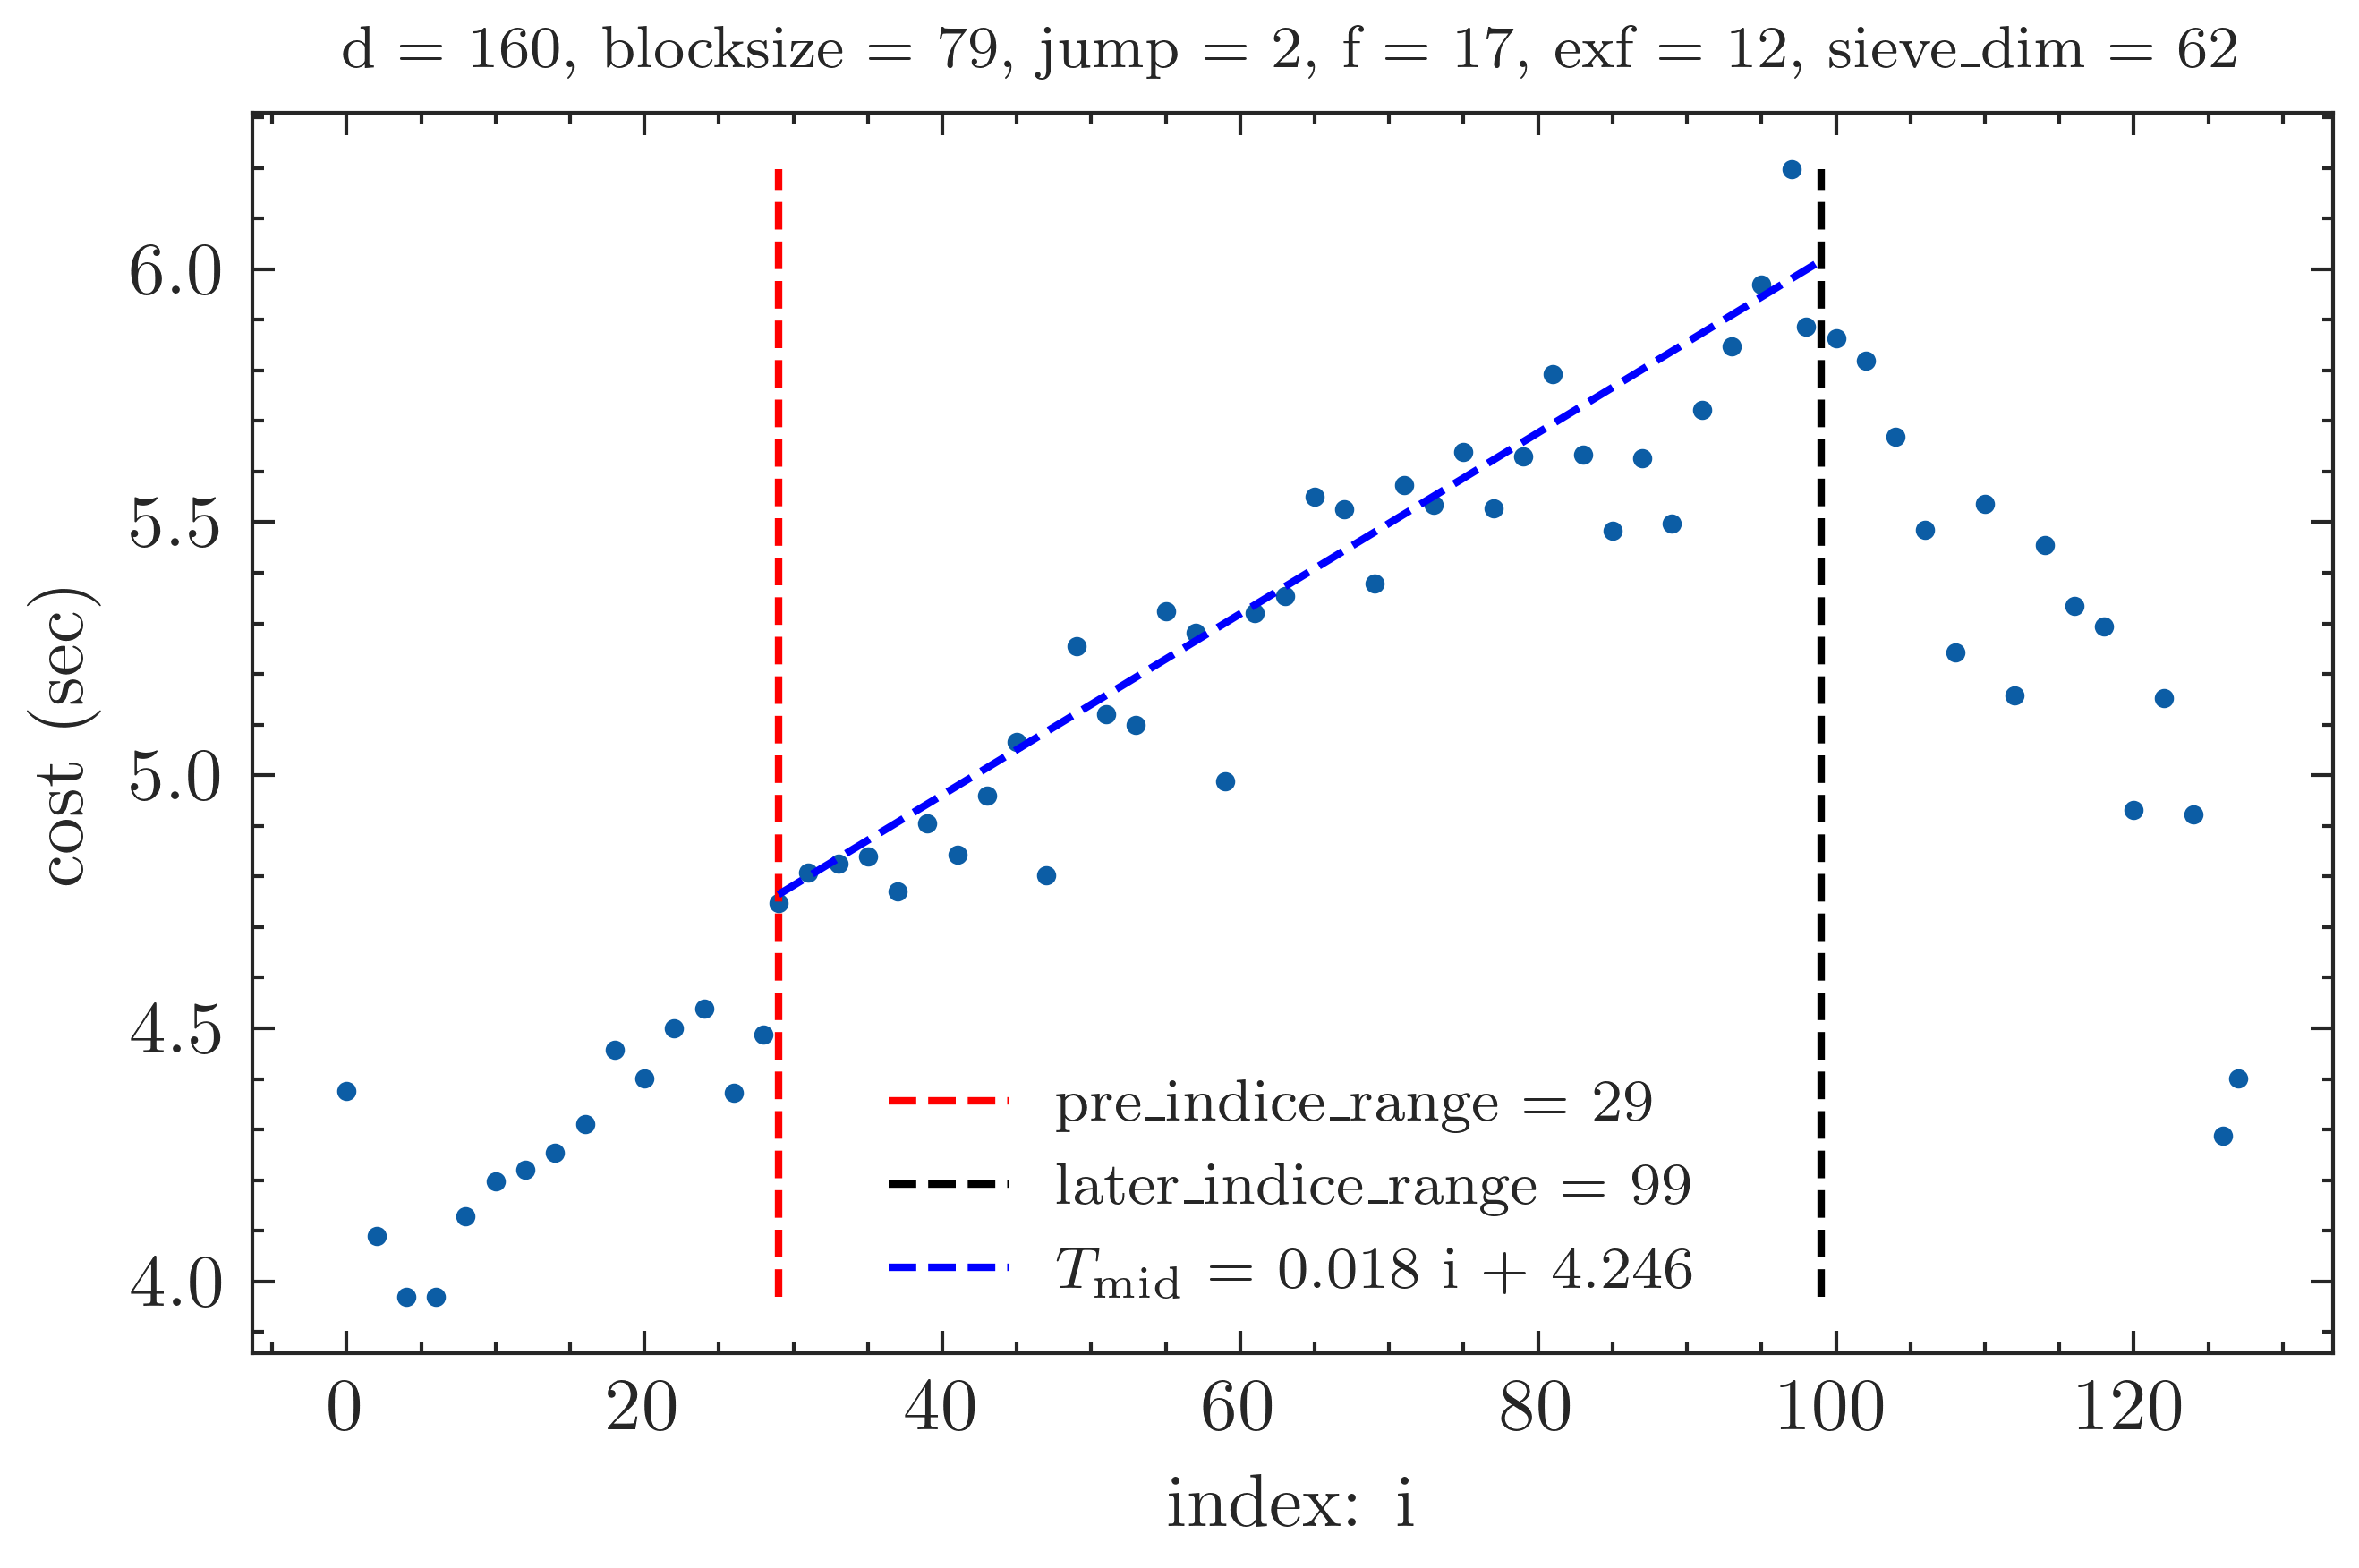 d = 160, blocksize = 79, jump = 2, f = 17, exf = 12, sieve_dim = 62
cost (sec)
6.0
5.5
5.0
4.5
4.0
pre_indice_range = 29
later_indice_range = 99
T_mid = 0.018 i + 4.246
0 20 40 60 80 100 120
index: i